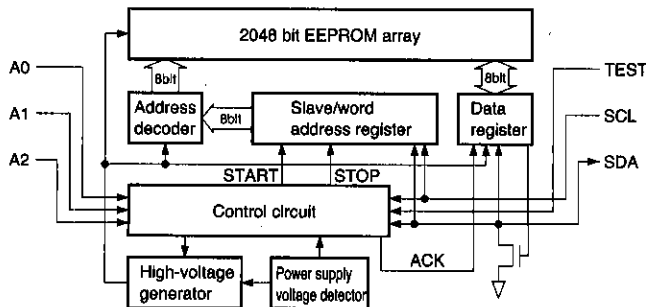 2048 bit EEPROM array
A0
8bit
8bit
TEST
A1
Address
decoder
8bit
Slave/word
address register
Data
register
SCL
A2
START
STOP
SDA
Control circuit
ACK
High-voltage
generator
Power supply
voltage detector